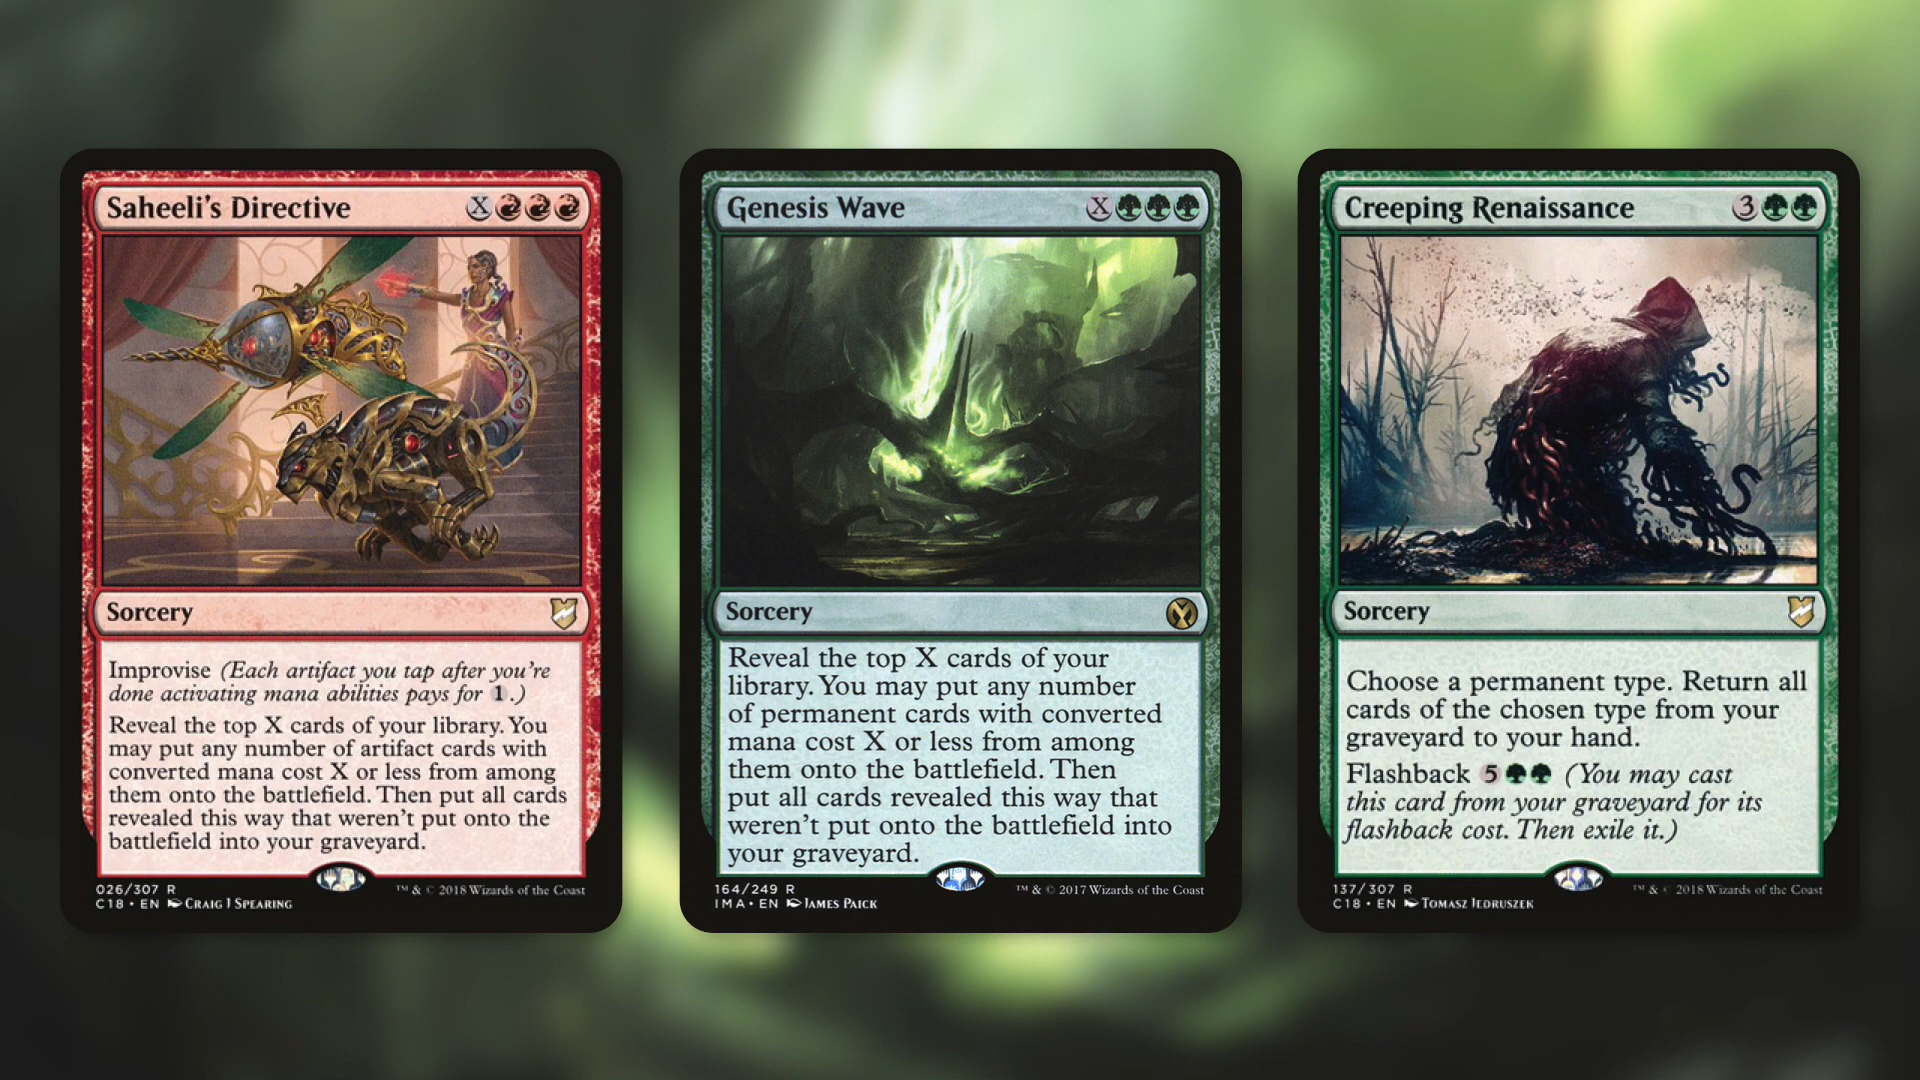 Saheeli's Directive X
Sorcery
Improvise (Each artifact you tap after you're
done activating mana abilities pays for 1.)
Reveal the top X cards of your library. You
may put any number of artifact cards with
converted mana cost X or less from among
them onto the battlefield. Then put all cards
revealed this way that weren't put onto the
battlefield into your graveyard.
026/307 R
C18 • EN Craig J Spearing
™ & © 2018 Wizards of the Coast
Genesis Wave X
Sorcery
Reveal the top X cards of your
library. You may put any number
of permanent cards with converted
mana cost X or less from among
them onto the battlefield. Then
put all cards revealed this way that
weren't put onto the battlefield into
your graveyard.
164/249 R
IMA • EN James Paick
™ & © 2017 Wizards of the Coast
Creeping Renaissance 3
Sorcery
Choose a permanent type. Return all
cards of the chosen type from your
graveyard to your hand.
Flashback 5 (You may cast
this card from your graveyard for its
flashback cost. Then exile it.)
137/307 R
C18 • EN Tomasz Jedruszek
™ & © 2018 Wizards of the Coast